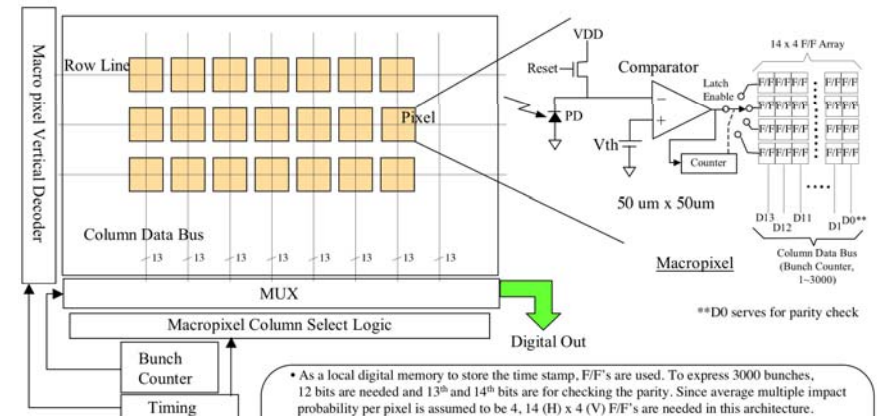 Macro pixel Vertical Decoder
Row Line
Pixel
Column Data Bus
13 13 13 13 13 13 13 13
MUX
Macropixel Column Select Logic
Bunch
Counter
Timing
Digital Out
VDD
Reset
PD
Comparator
Vth
Counter
Latch
Enable
50 um x 50um
Macropixel
14 x 4 F/F Array
F/F F/F F/F F/F F/F F/F
F/F F/F F/F F/F F/F F/F
F/F F/F F/F F/F F/F F/F
F/F F/F F/F F/F F/F F/F
D13 D12 D11 D1 D0**
Column Data Bus
(Bunch Counter,
1~3000)
**D0 serves for parity check
• As a local digital memory to store the time stamp, F/F's are used. To express 3000 bunches,
12 bits are needed and 13th and 14th bits are for checking the parity. Since average multiple impact
probability per pixel is assumed to be 4, 14 (H) x 4 (V) F/F's are needed in this architecture.